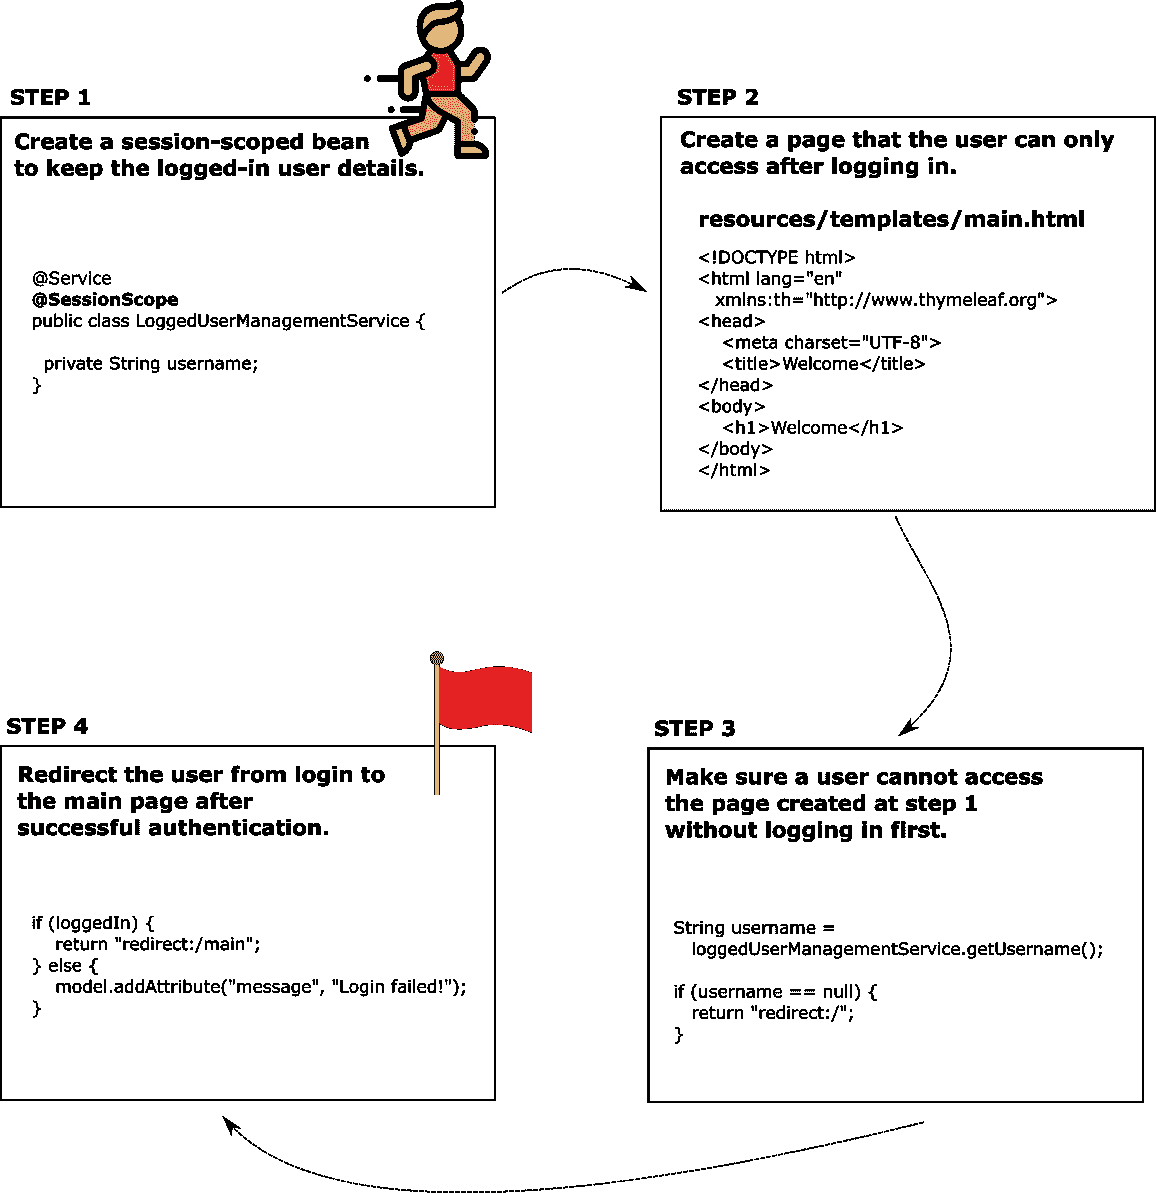 STEP 1
Create a session-scoped bean
to keep the logged-in user details.
@Service
@SessionScope
public class LoggedUserManagementService {
private String username;
}
STEP 2
Create a page that the user can only
access after logging in.
resources/templates/main.html
<!DOCTYPE html>
<html lang="en"
xmlns:th="http://www.thymeleaf.org">
<head>
<meta charset="UTF-8">
<title>Welcome</title>
</head>
<body>
<h1>Welcome</h1>
</body>
</html>
STEP 3
Make sure a user cannot access
the page created at step 1
without logging in first.
String username =
loggedUserManagementService.getUsername();
if (username == null) {
return "redirect:/";
}
STEP 4
Redirect the user from login to
the main page after
successful authentication.
if (loggedIn) {
return "redirect:/main";
} else {
model.addAttribute("message", "Login failed!");
}